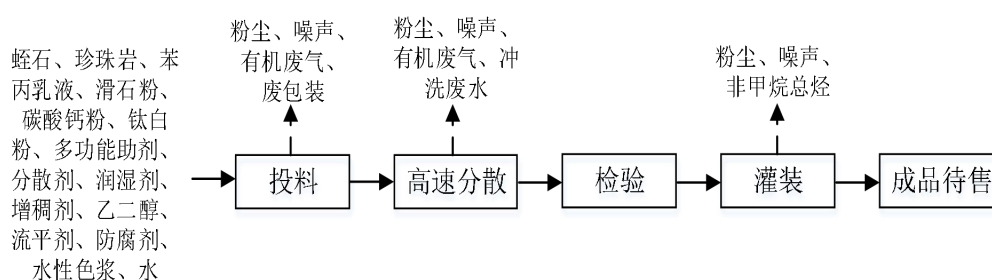 蛭石、珍珠岩、苯
丙乳液、滑石粉、
碳酸钙粉、钛白
粉、多功能助剂、
分散剂、润湿剂、
增稠剂、乙二醇、
流平剂、防腐剂、
水性色浆、水
粉尘、噪声、
有机废气、
废包装
投料
粉尘、噪声、
有机废气、冲
洗废水
高速分散
检验
粉尘、噪声、
非甲烷总烃
灌装
成品待售